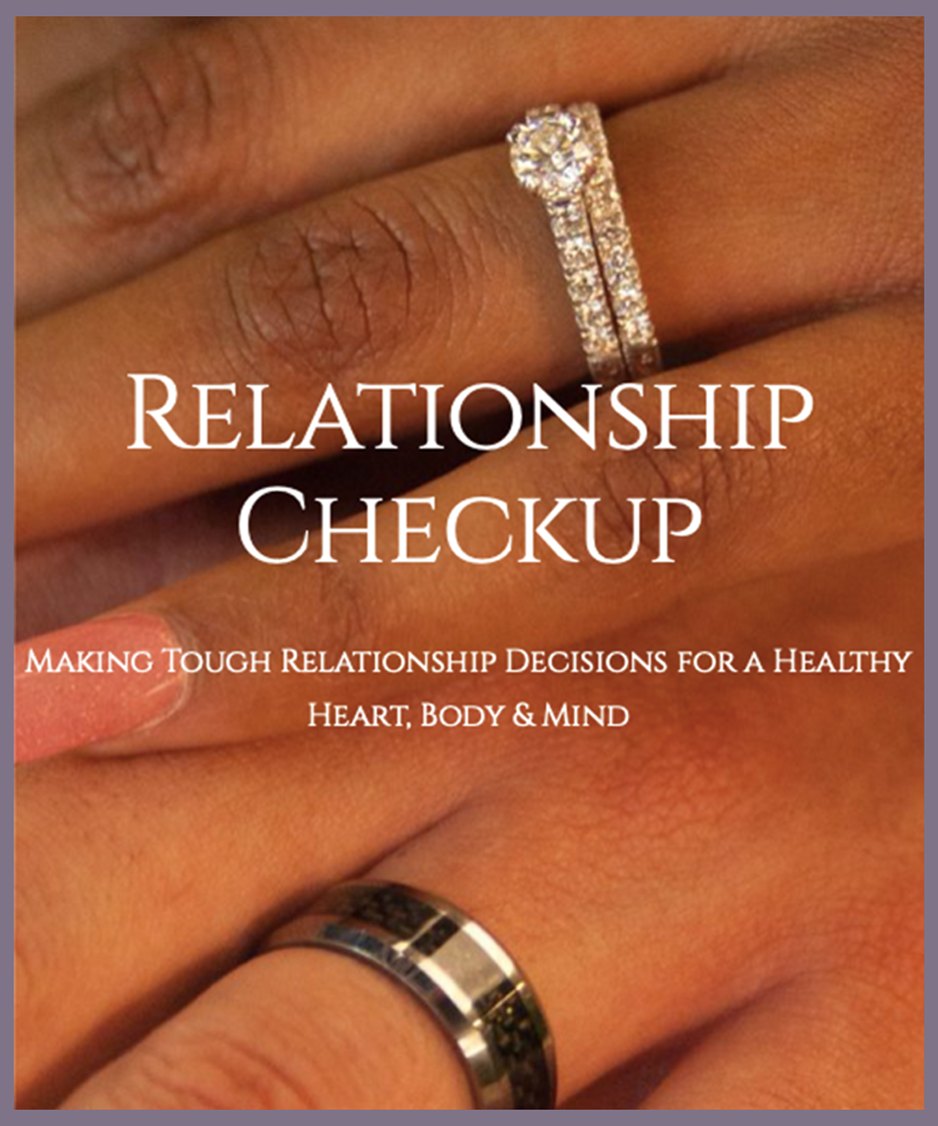 Relationship
Checkup
Making Tough Relationship Decisions for a Healthy
Heart, Body & Mind